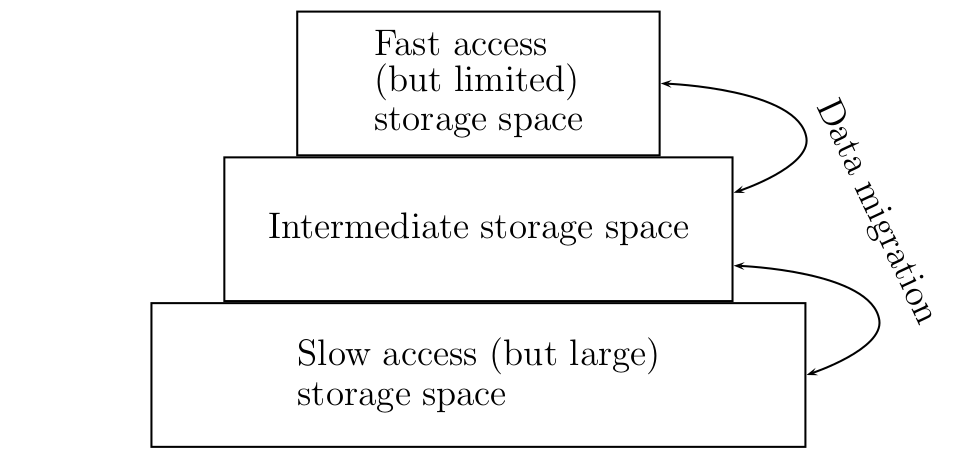 Fast access
(but limited)
storage space
Data migration
Intermediate storage space
Slow access (but large)
storage space